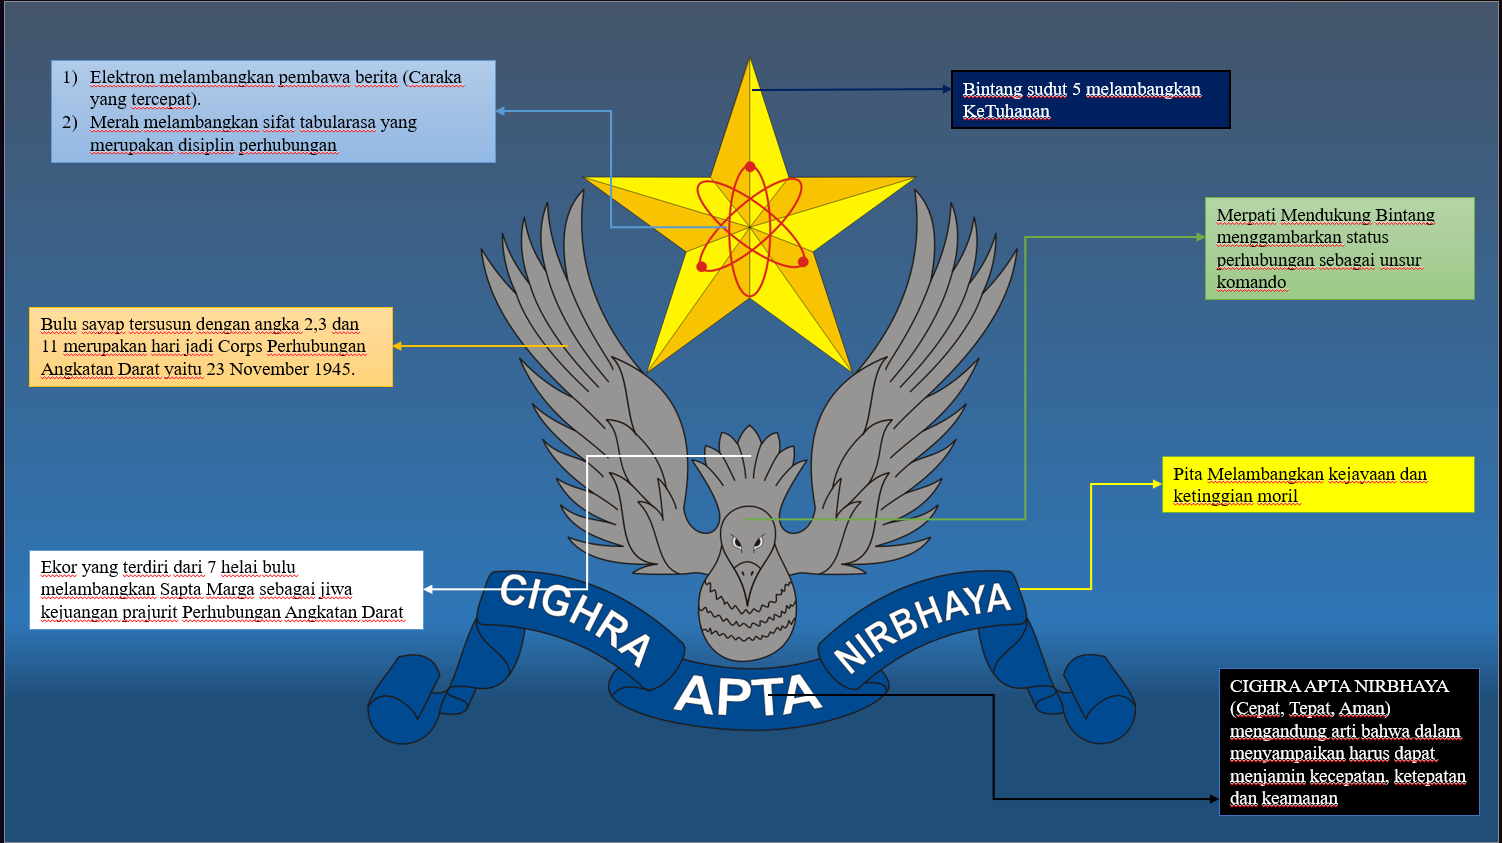 1) Elektron melambangkan pembawa berita (Caraka
yang tercepat).
2) Merah melambangkan sifat tabularasa yang
merupakan disiplin perhubungan
Bintang sudut 5 melambangkan
KeTuhanan
Merpati Mendukung Bintang
menggambarkan status
perhubungan sebagai unsur
komando
Bulu sayap tersusun dengan angka 2,3 dan
11 merupakan hari jadi Corps Perhubungan
Angkatan Darat yaitu 23 November 1945.
Pita Melambangkan kejayaan dan
ketinggian moril
Ekor yang terdiri dari 7 helai bulu
melambangkan Sapta Marga sebagai jiwa
kejuangan prajurit Perhubungan Angkatan Darat
CIGHRA
APTA
NIRBHAYA
CIGHRA APTA NIRBHAYA
(Cepat, Tepat, Aman)
mengandung arti bahwa dalam
menyampaikan harus dapat
menjamin kecepatan, ketepatan
dan keamanan